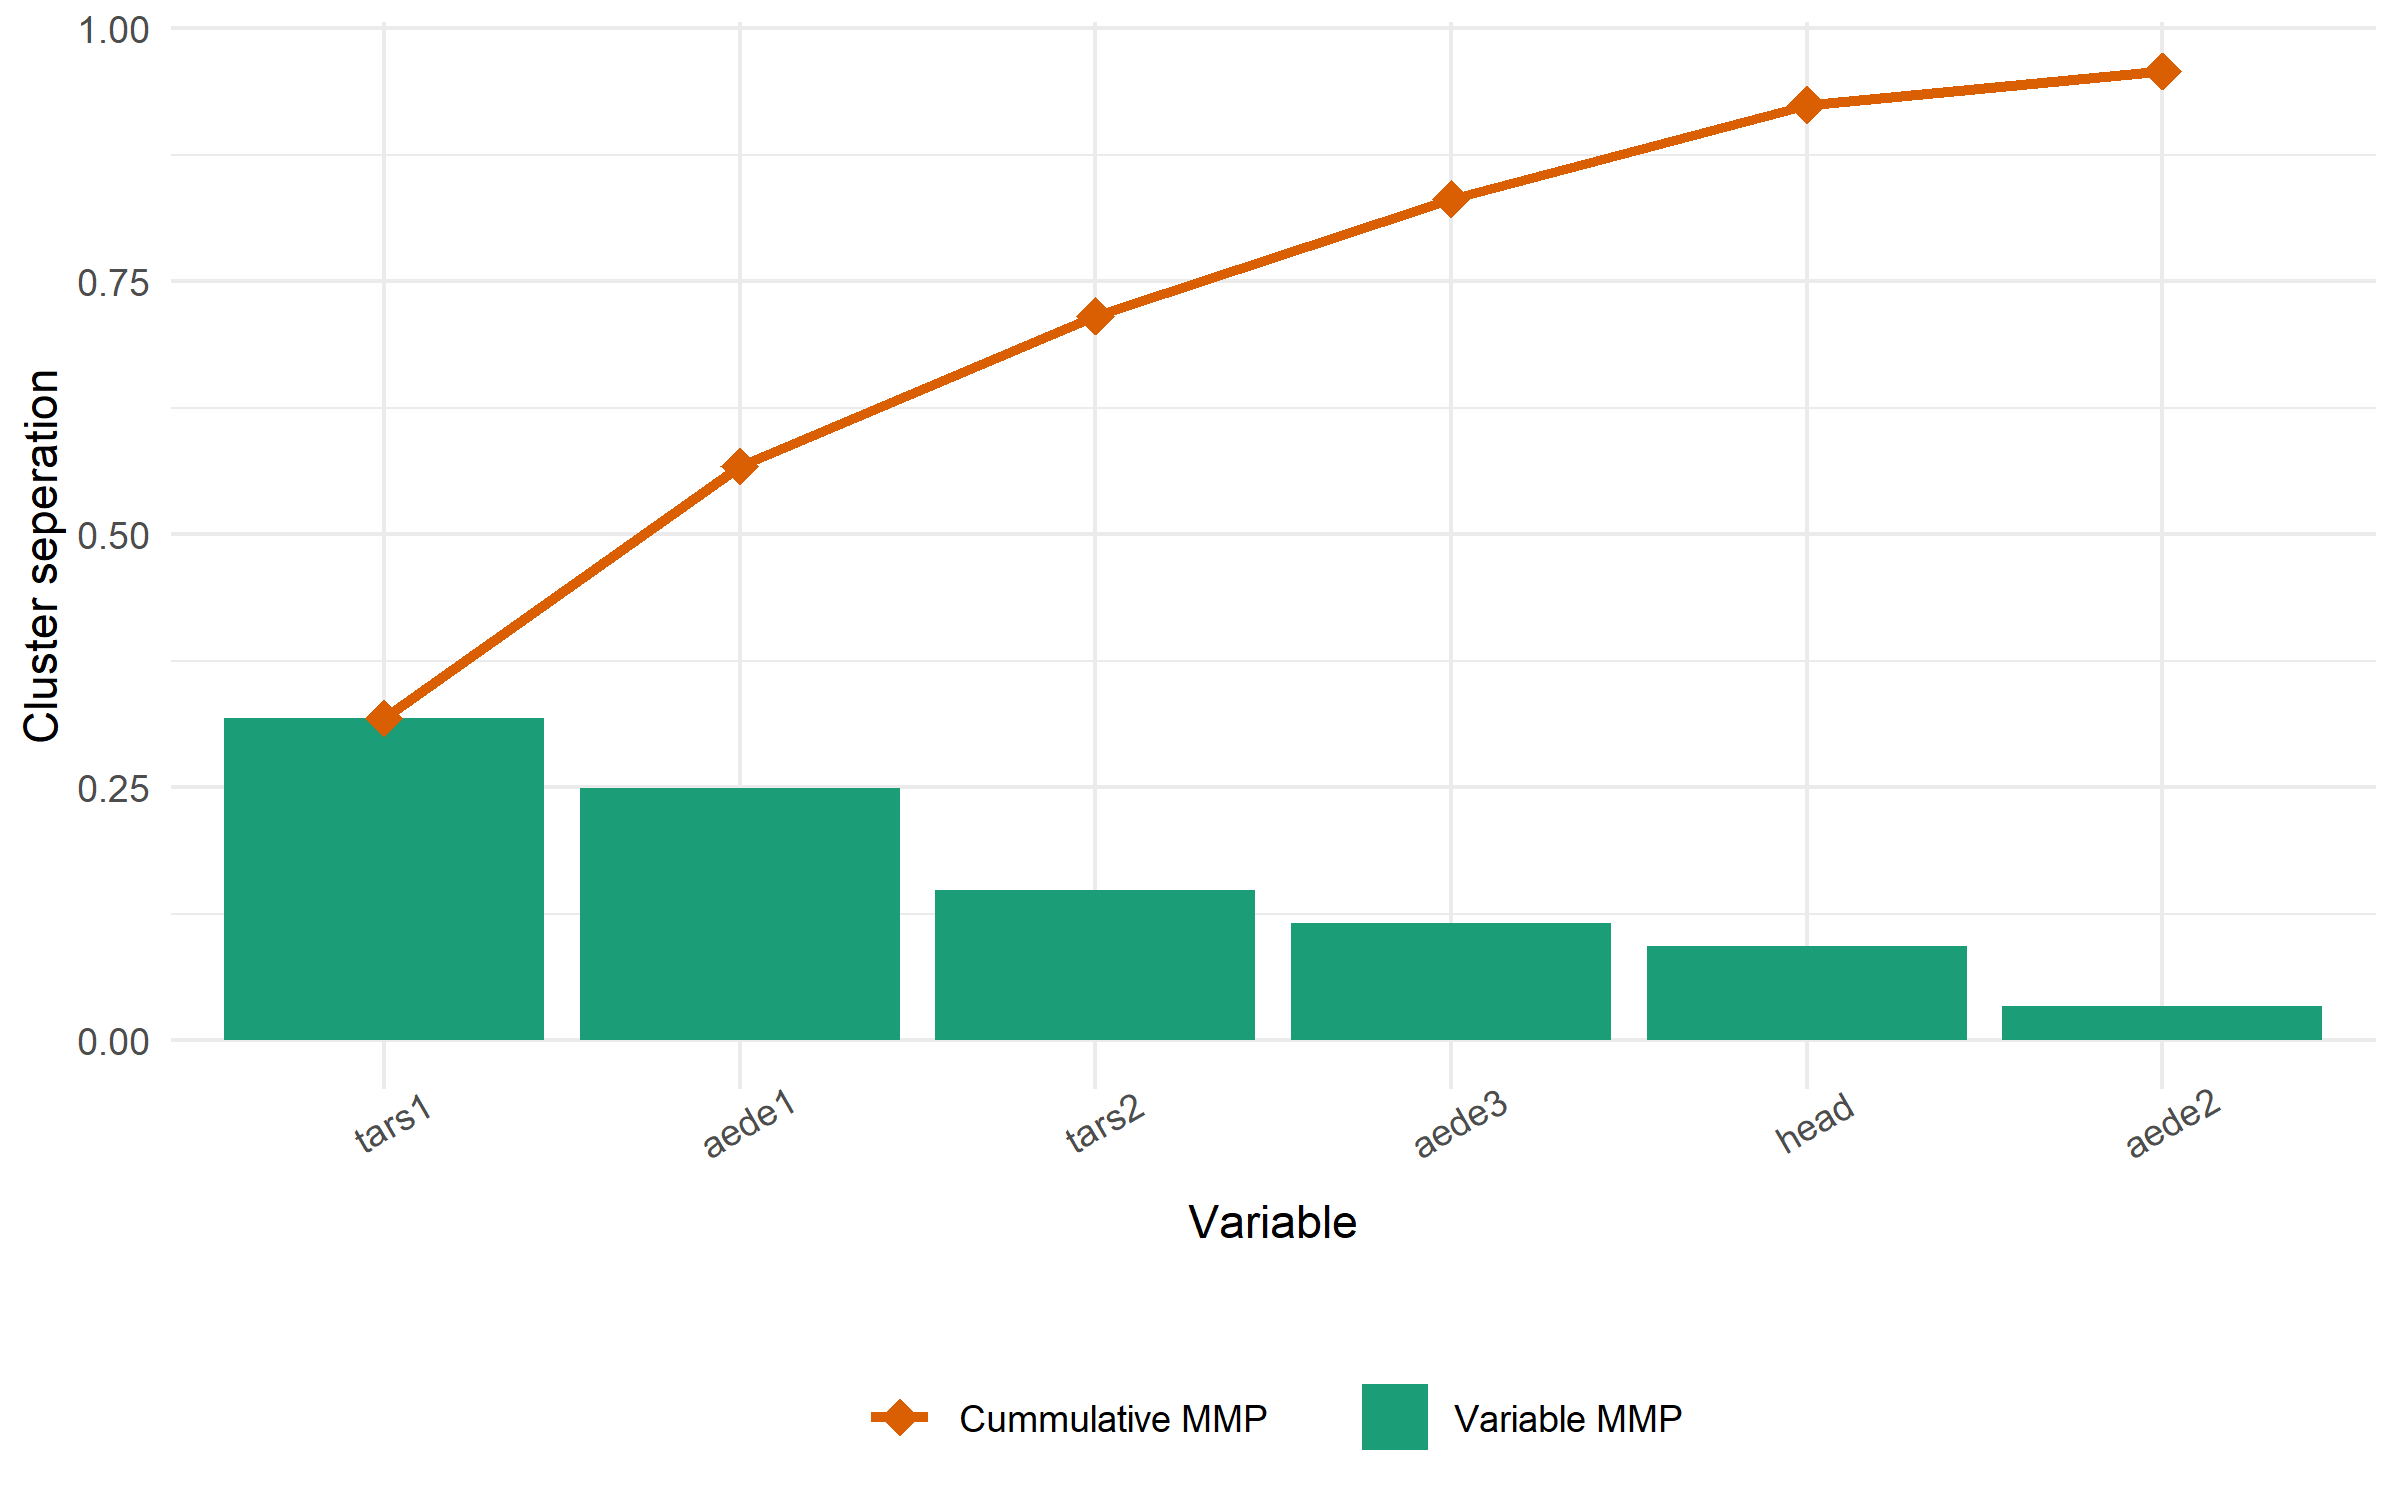 1.00
0.75
0.50
0.25
0.00
Cluster seperation
tars1
aede1
tars2
aede3
head
aede2
Variable
Cummulative MMP
Variable MMP